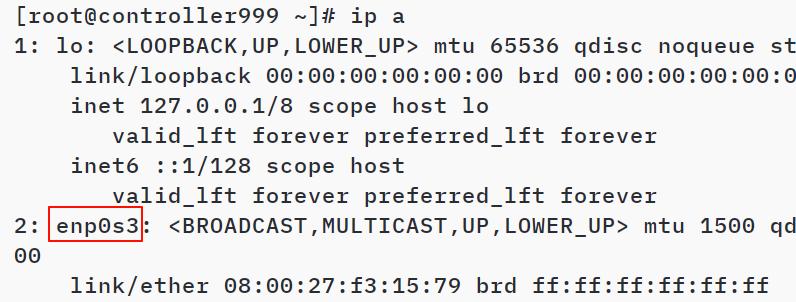 [root@controller999 ~]# ip a
1: lo: <LOOPBACK,UP,LOWER_UP> mtu 65536 qdisc noqueue st
link/loopback 00:00:00:00:00:00 brd 00:00:00:00:00:0
inet 127.0.0.1/8 scope host lo
valid_lft forever preferred_lft forever
inet6 ::1/128 scope host
valid_lft forever preferred_lft forever
2: enp0s3: <BROADCAST,MULTICAST,UP,LOWER_UP> mtu 1500 qd
00
link/ether 08:00:27:f3:15:79 brd ff:ff:ff:ff:ff:ff